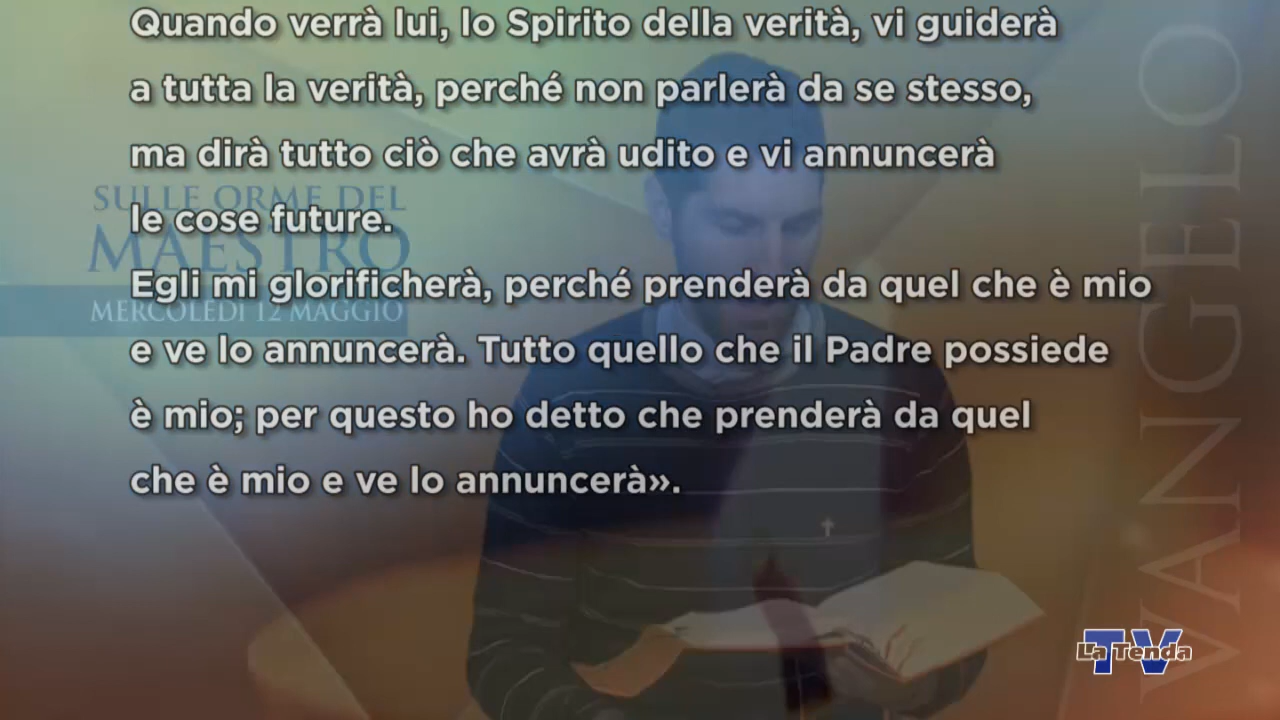 Quando verrà lui, lo Spirito della verità, vi guiderà
a tutta la verità, perché non parlerà da se stesso,
ma dirà tutto ciò che avrà udito e vi annuncerà
le cose future.
Egli mi glorificherà, perché prenderà da quel che è mio
e ve lo annuncerà. Tutto quello che il Padre possiede
è mio; per questo ho detto che prenderà da quel
che è mio e ve lo annuncerà».
SULLE ORME DEL
MAESTRO
MERCOLEDÌ 12 MAGGIO
VANGELO
TV
La Tenda